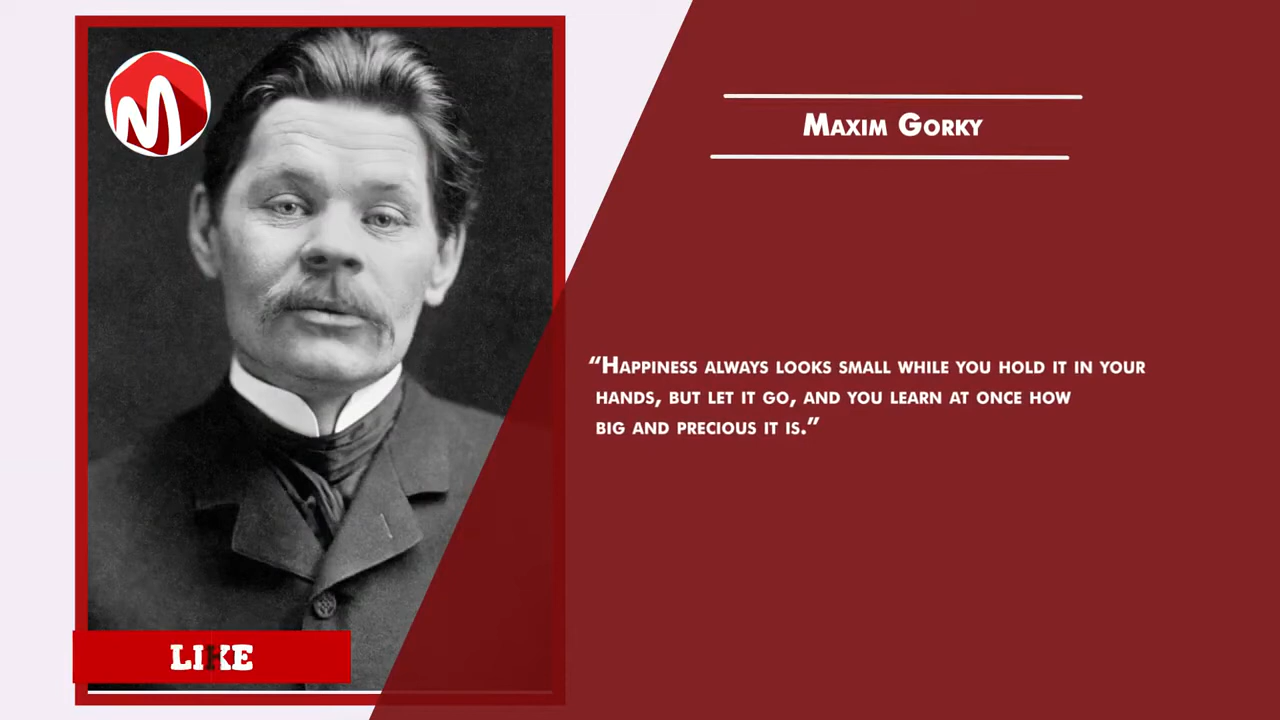 M
Maxim Gorky
“Happiness always looks small while you hold it in your
hands, but let it go, and you learn at once how
big and precious it is.”
LIKE